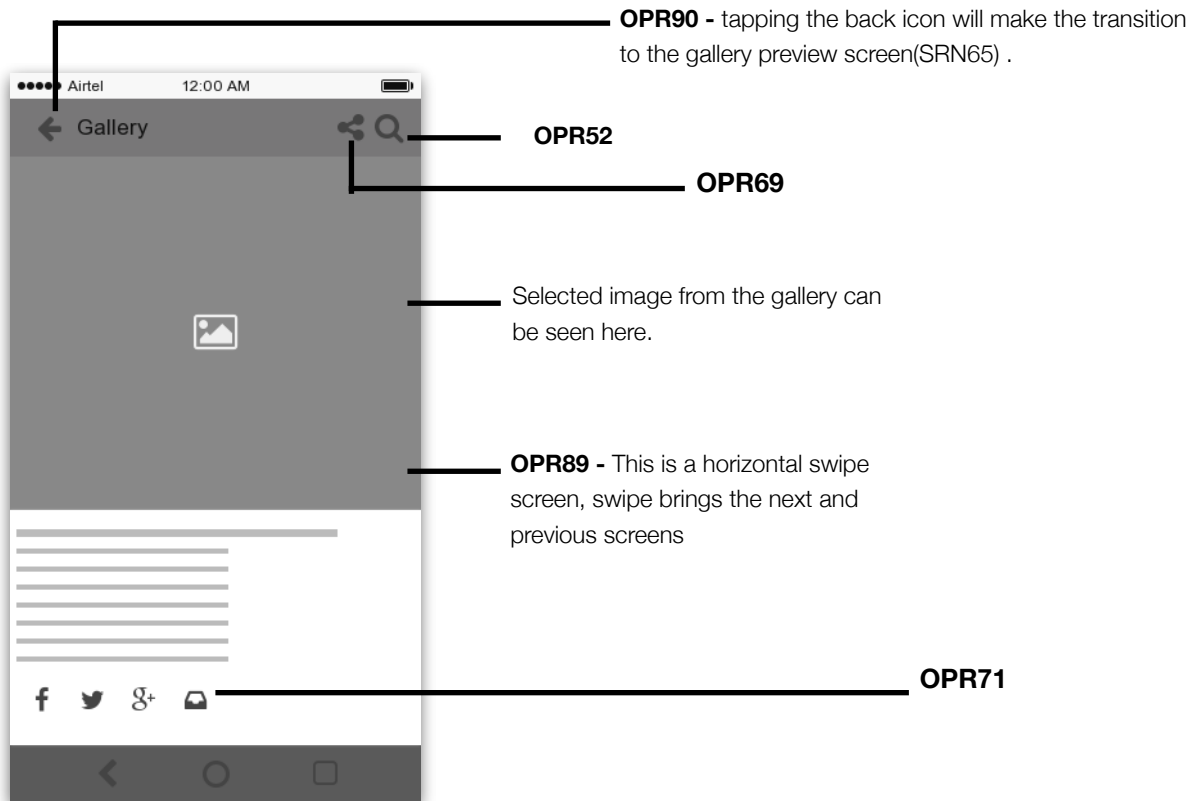 OPR90 - tapping the back icon will make the transition
to the gallery preview screen(SRN65) .
Airtel 12:00 AM
Gallery
OPR52
OPR69
Selected image from the gallery can
be seen here.
OPR89 - This is a horizontal swipe
screen, swipe brings the next and
previous screens
OPR71
f g+